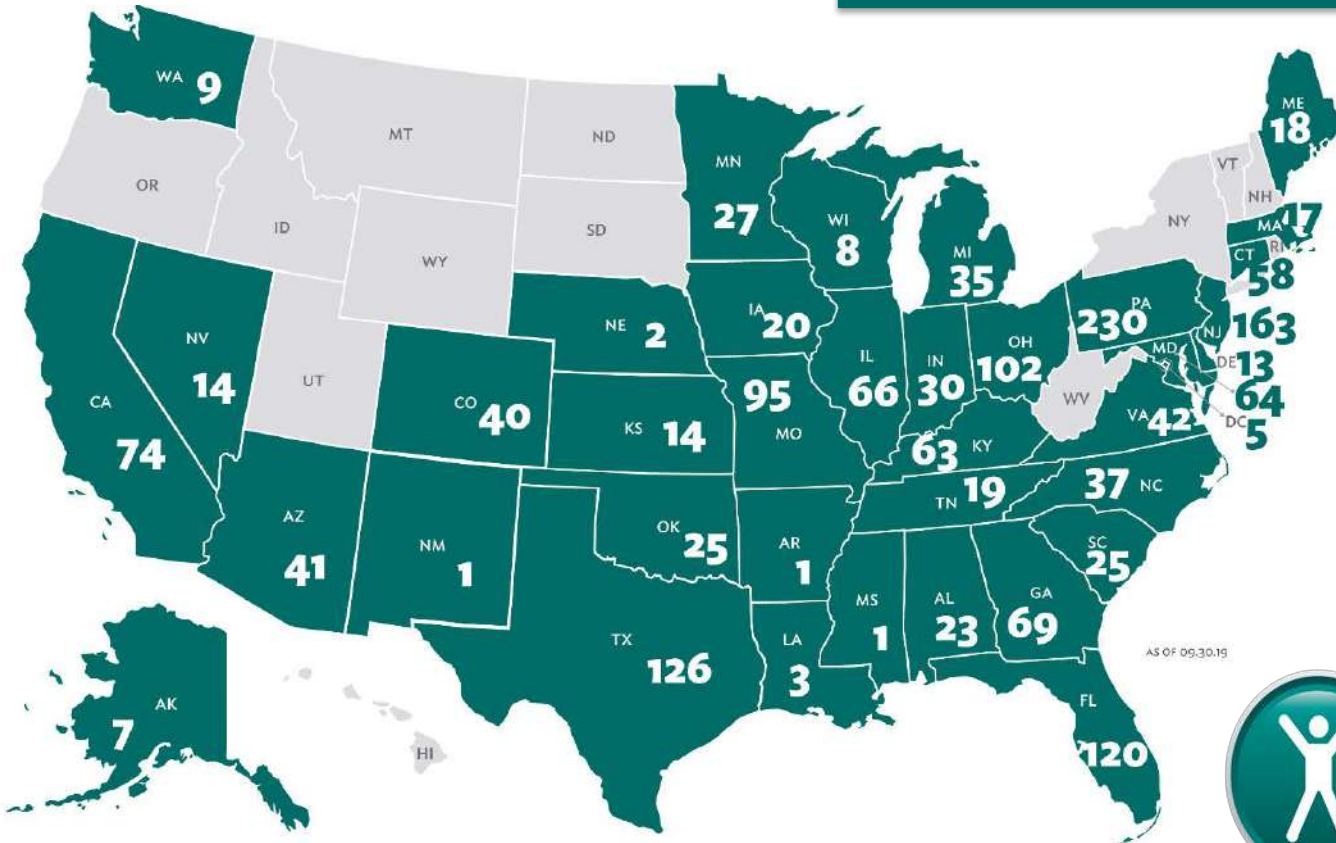 WA 9
MT
ND
OR
ID
WY
SD
MN
27
WI
8
MI
35
ME
18
VT
NH
NY
MA 17
RI
CT
58
NV
14
UT
CA
74
CO 40
NE 2
KS 14
IA 20
95
MO
IL
66
IN
30
OH
102
PA
230
NJ 163
DE 13
MD
64
DC 5
WV
VA 42
63 KY
TN 19
37 NC
SC
25
AZ
41
NM
1
OK
25
AR
1
TX
126
LA
3
MS
1
AL
23
GA
69
FL
120
AK
7
HI
AS OF 09.30.19